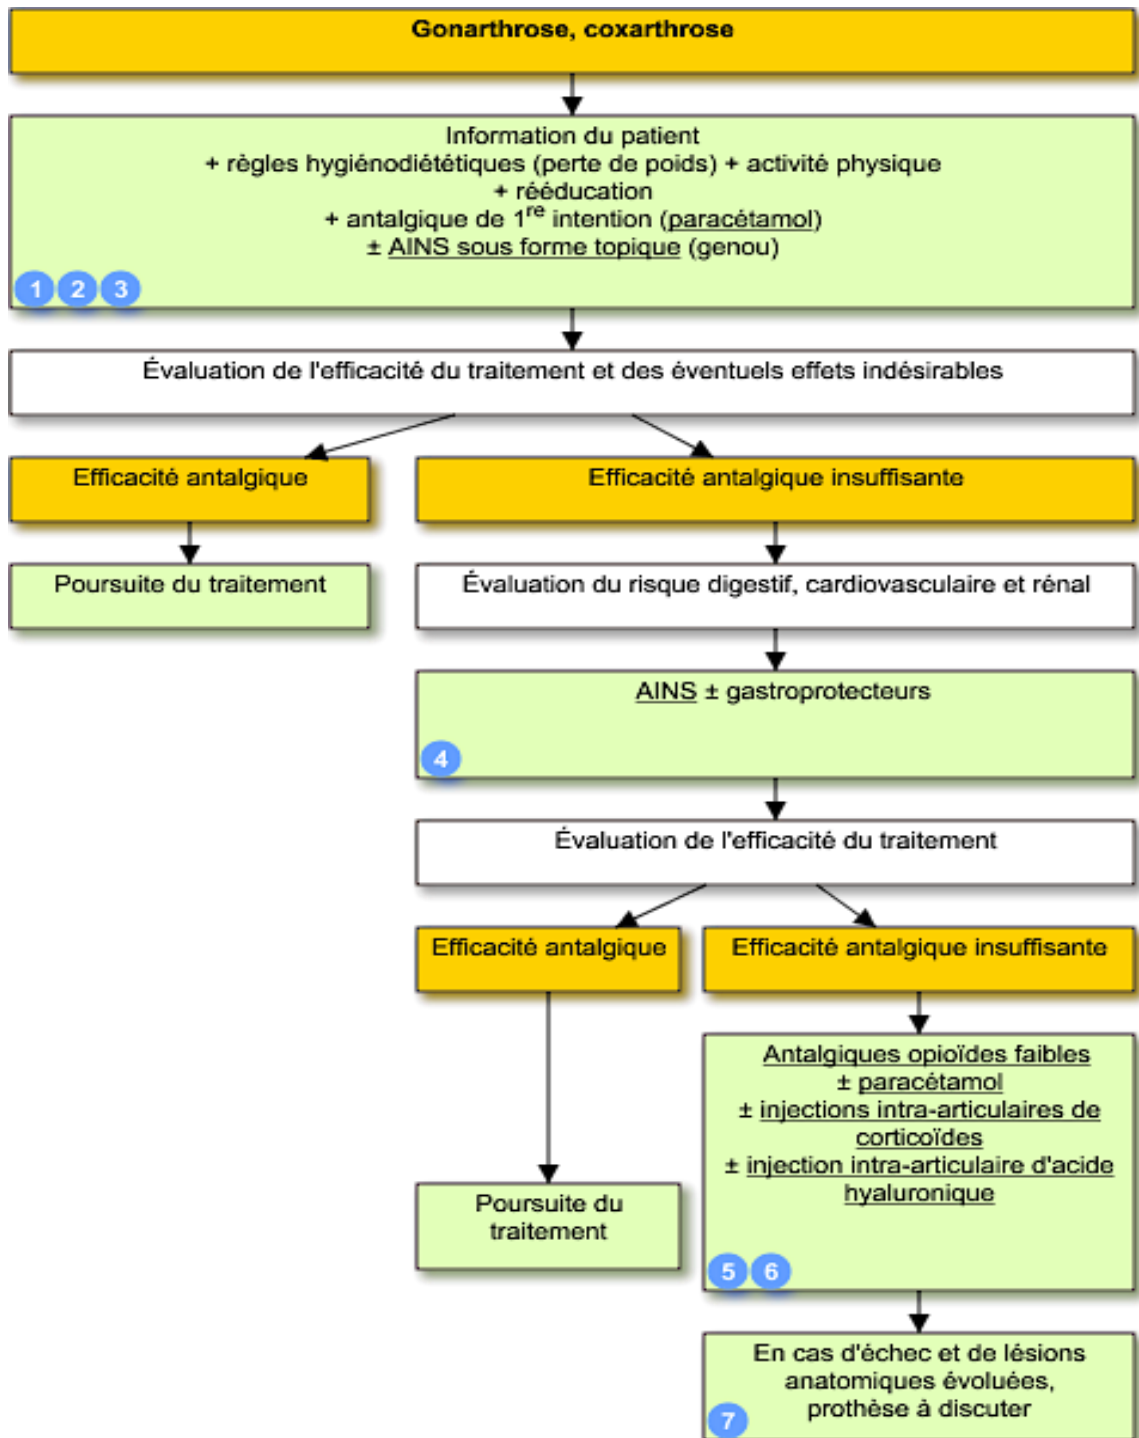 Gonarthrose, coxarthrose
Information du patient
+ règles hygiénodiététiques (perte de poids) + activité physique
+ rééducation
+ antalgique de 1re intention (paracétamol)
± AINS sous forme topique (genou)
1 2 3
Évaluation de l'efficacité du traitement et des éventuels effets indésirables
Efficacité antalgique
Efficacité antalgique insuffisante
Poursuite du traitement
Évaluation du risque digestif, cardiovasculaire et rénal
AINS ± gastroprotecteurs
4
Évaluation de l'efficacité du traitement
Efficacité antalgique
Efficacité antalgique insuffisante
Antalgiques opioïdes faibles
± paracétamol
± injections intra-articulaires de
corticoïdes
± injection intra-articulaire d'acide
hyaluronique
5 6
Poursuite du
traitement
En cas d'échec et de lésions
anatomiques évoluées,
prothèse à discuter
7